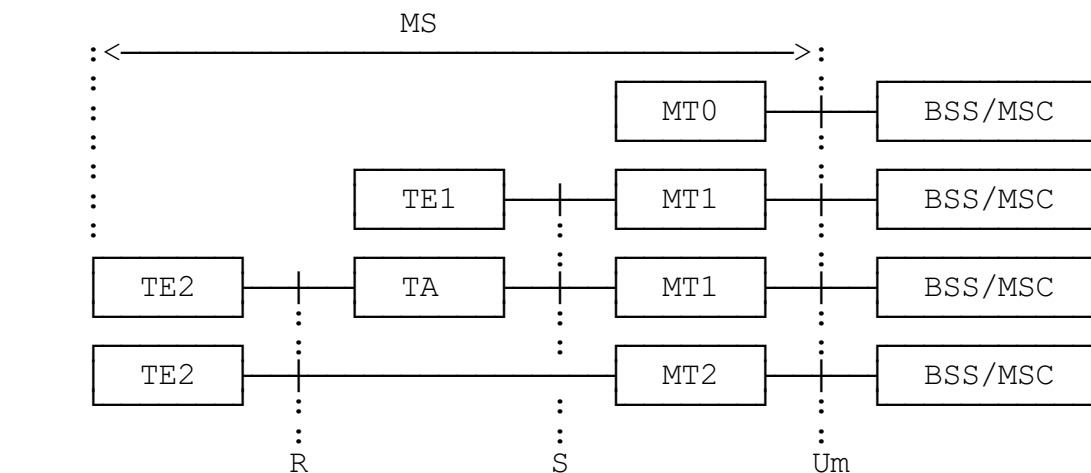 MS
MT0 BSS/MSC
TE1 MT1 BSS/MSC
TE2 TA MT1 BSS/MSC
TE2 MT2 BSS/MSC
R S Um